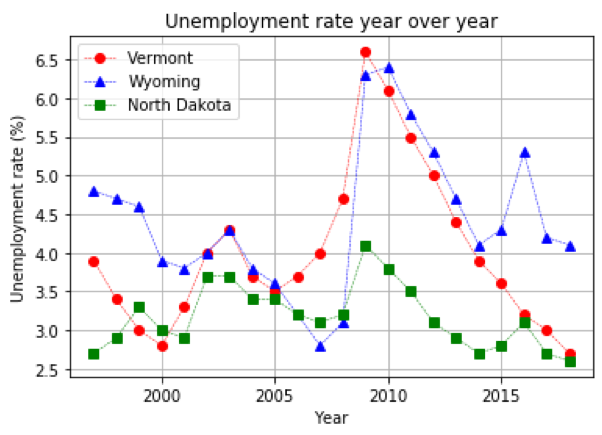 Unemployment rate year over year
Vermont
Wyoming
North Dakota
Unemployment rate (%)
6.5
6.0
5.5
5.0
4.5
4.0
3.5
3.0
2.5
2000 2005 2010 2015
Year